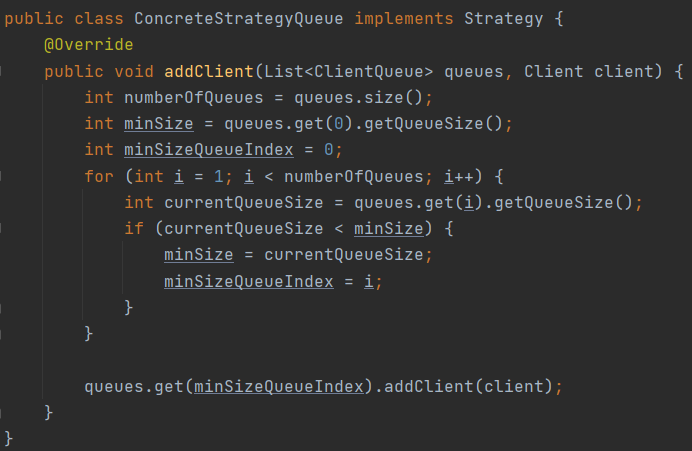 public class ConcreteStrategyQueue implements Strategy {
    @Override
    public void addClient(List<ClientQueue> queues, Client client) {
        int numberOfQueues = queues.size();
        int minSize = queues.get(0).getQueueSize();
        int minSizeQueueIndex = 0;
        for (int i = 1; i < numberOfQueues; i++) {
            int currentQueueSize = queues.get(i).getQueueSize();
            if (currentQueueSize < minSize) {
                minSize = currentQueueSize;
                minSizeQueueIndex = i;
            }
        }

        queues.get(minSizeQueueIndex).addClient(client);
    }
}